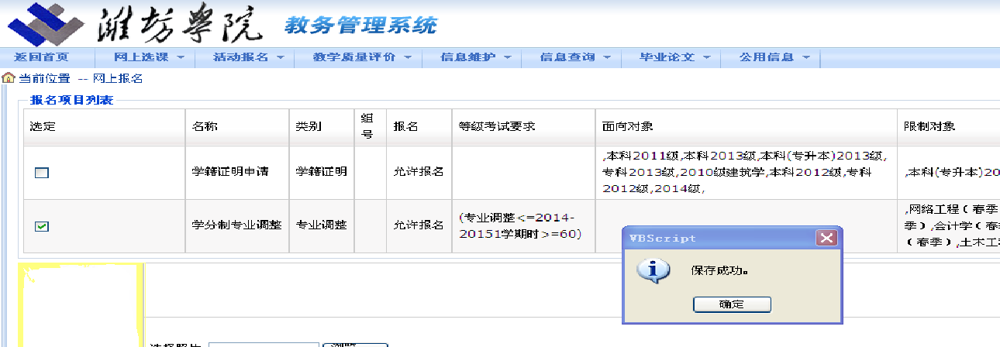 潍坊学院 教务管理系统
返回首页 网上选课 活动报名 教学质量评价 信息维护 信息查询 毕业论文 公用信息
当前位置 -- 网上报名
报名项目列表
选定 名称 类别 组号 报名 等级考试要求 面向对象 限制对象
学籍证明申请 学籍证明 允许报名
,本科2011级,本科2013级,本科(专升本)2013级,
专科2013级,2010级建筑学,本科2012级,专科
2012级,2014级,
,本科(专升本)20
学分制专业调整 专业调整 允许报名
(专业调整<=2014-
20151学期时>=60)
,网络工程(春季
季),会计学(春
(春季),土木工
VBScript
保存成功。
确定
选择照片 浏览